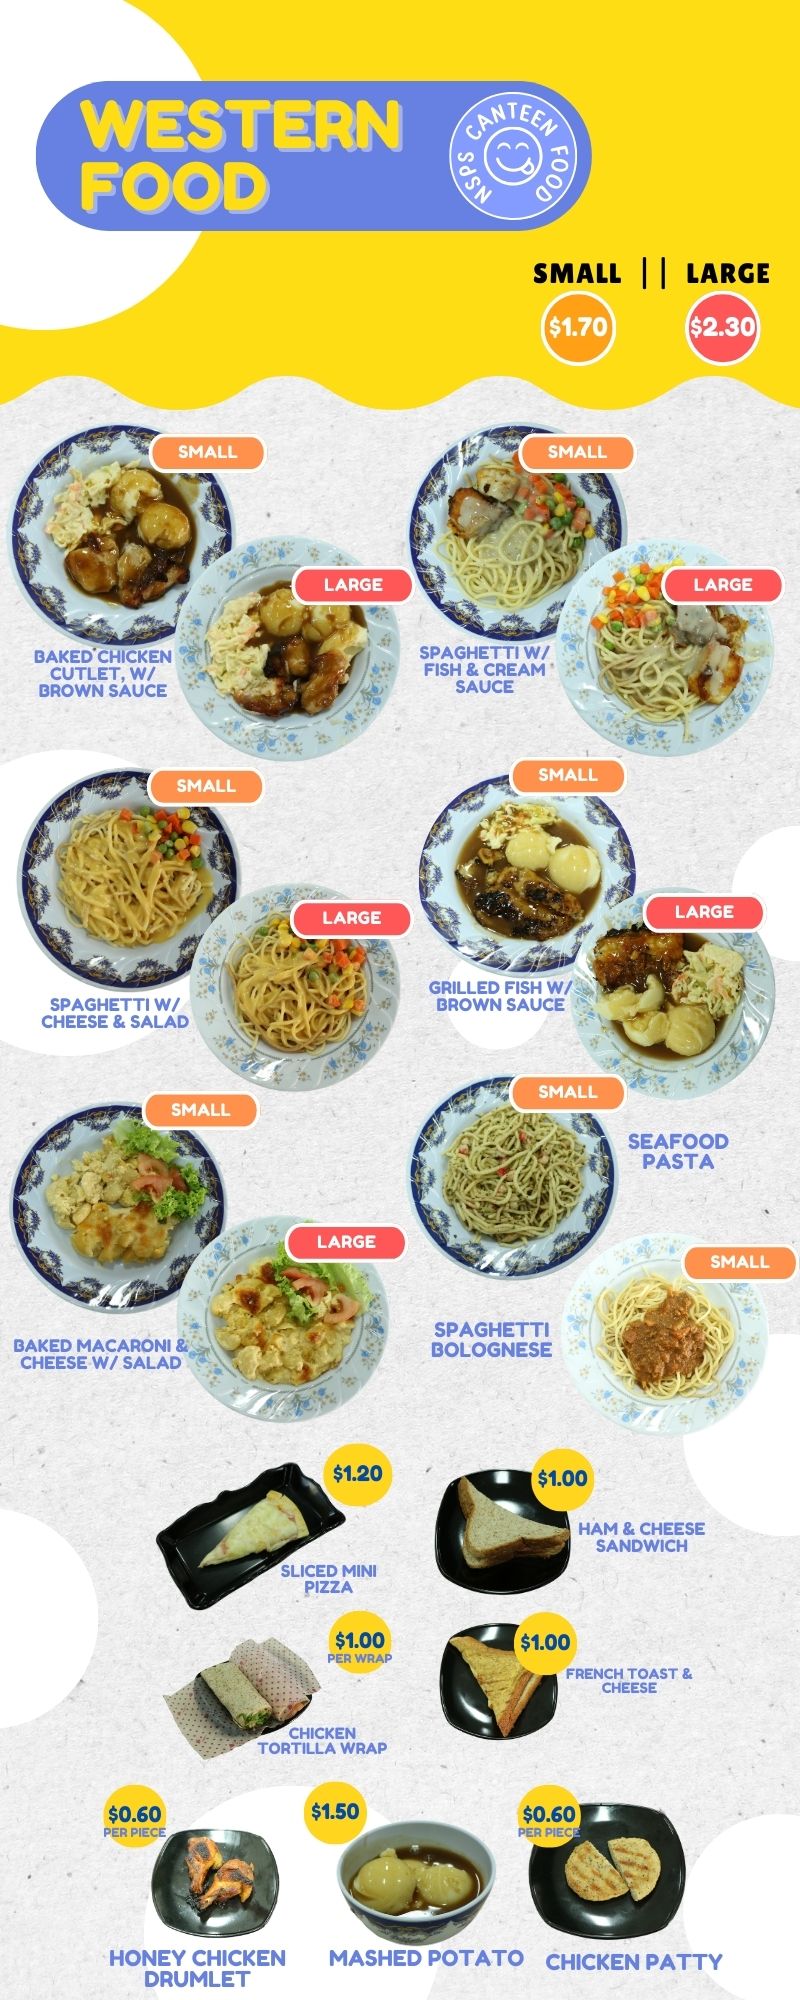 WESTERN
FOOD
NSPS CANTEEN FOOD
SMALL || LARGE
$1.70 $2.30
SMALL
LARGE
BAKED CHICKEN
CUTLET, W/
BROWN SAUCE
SMALL
LARGE
SPAGHETTI W/
FISH & CREAM
SAUCE
SMALL
LARGE
SPAGHETTI W/
CHEESE & SALAD
SMALL
LARGE
GRILLED FISH W/
BROWN SAUCE
SMALL
LARGE
BAKED MACARONI &
CHEESE W/ SALAD
SMALL
SEAFOOD
PASTA
SMALL
SPAGHETTI
BOLOGNESE
$1.20
SLICED MINI
PIZZA
$1.00
HAM & CHEESE
SANDWICH
$1.00
PER WRAP
CHICKEN
TORTILLA WRAP
$1.00
FRENCH TOAST &
CHEESE
$0.60
PER PIECE
HONEY CHICKEN
DRUMLET
$1.50
MASHED POTATO
$0.60
PER PIECE
CHICKEN PATTY